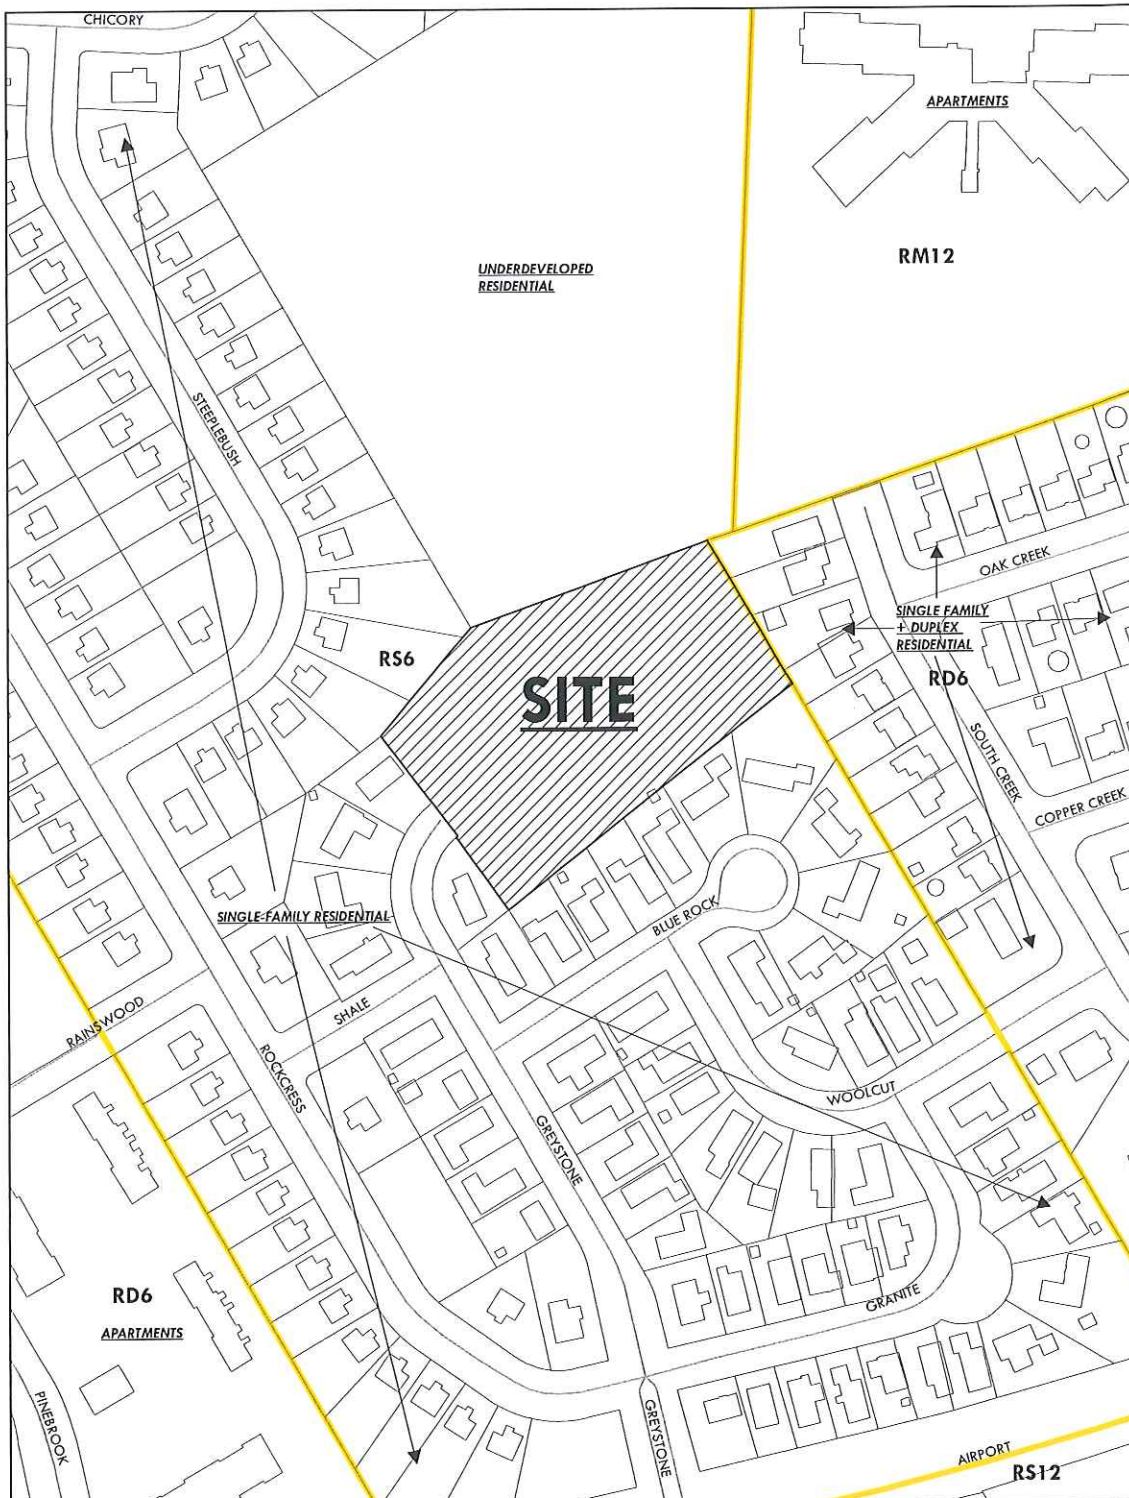 CHICORY
APARTMENTS
RM12
UNDERDEVELOPED
RESIDENTIAL
STEEPLEBUSH
OAK CREEK
SINGLE FAMILY
+ DUPLEX
RESIDENTIAL
RS6
RD6
SITE
SOUTH CREEK
COPPER CREEK
SINGLE-FAMILY RESIDENTIAL
BLUE ROCK
SHALE
RAINSWOOD
ROCKCRESS
WOOLCUT
GREYSTONE
RD6
APARTMENTS
GRANITE
PINEBROOK
GREYSTONE
AIRPORT
RS12